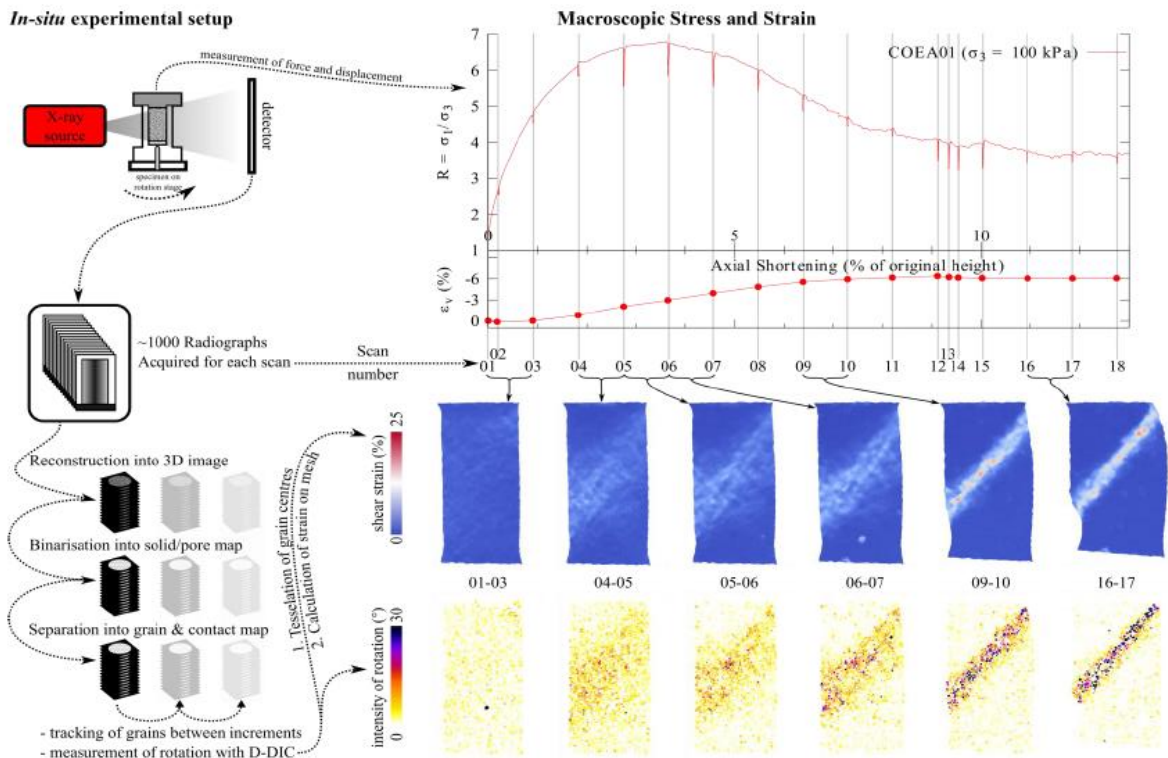 In-situ experimental setup
measurement of force and displacement
X-ray
source
detector
specimen on
rotation stage
~1000 Radiographs
Acquired for each scan
Scan
number
Reconstruction into 3D image
Binarisation into solid/pore map
Separation into grain & contact map
- tracking of grains between increments
- measurement of rotation with D-DIC
1. Tesselation of grain centres
2. Calculation of strain on mesh
Macroscopic Stress and Strain
COEA01 (σ3 = 100 kPa)
R = σ1/σ3
7
6
5
4
3
2
1
0 5 10
Axial Shortening (% of original height)
εv (%)
-6
-3
0
01 02 03 04 05 06 07 08 09 10 11 12 13 14 15 16 17 18
shear strain (%)
0 25
01-03 04-05 05-06 06-07 09-10 16-17
intensity of rotation (°)
0 30